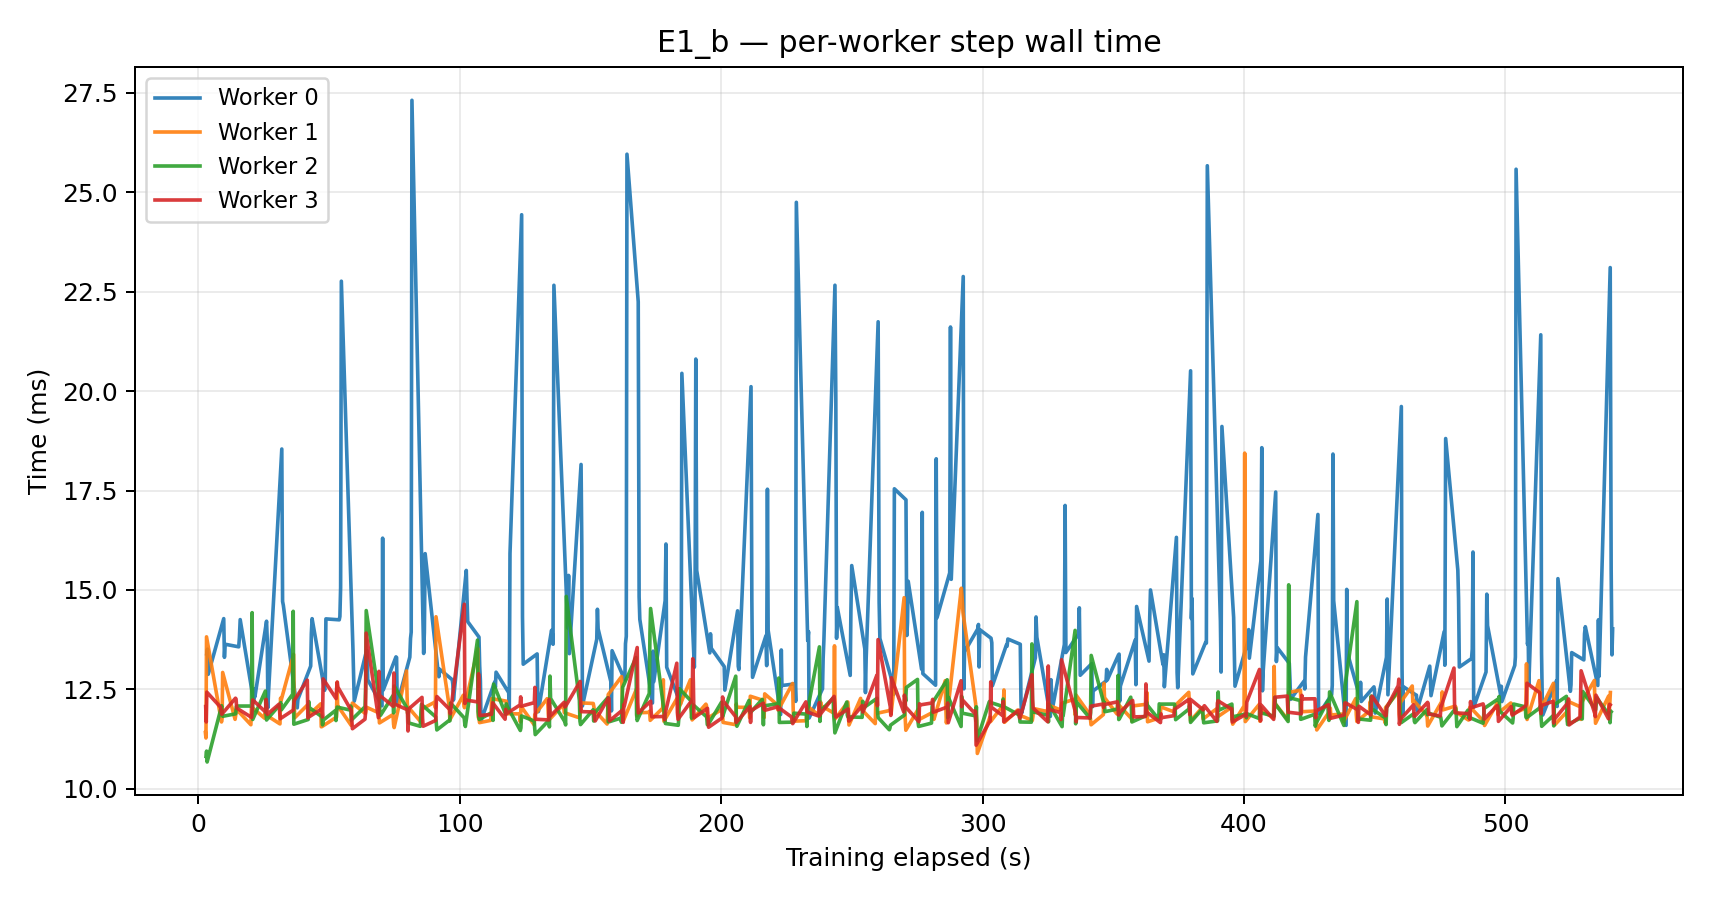 E1_b — per-worker step wall time
Worker 0
Worker 1
Worker 2
Worker 3
Time (ms)
27.5
25.0
22.5
20.0
17.5
15.0
12.5
10.0
0 100 200 300 400 500
Training elapsed (s)